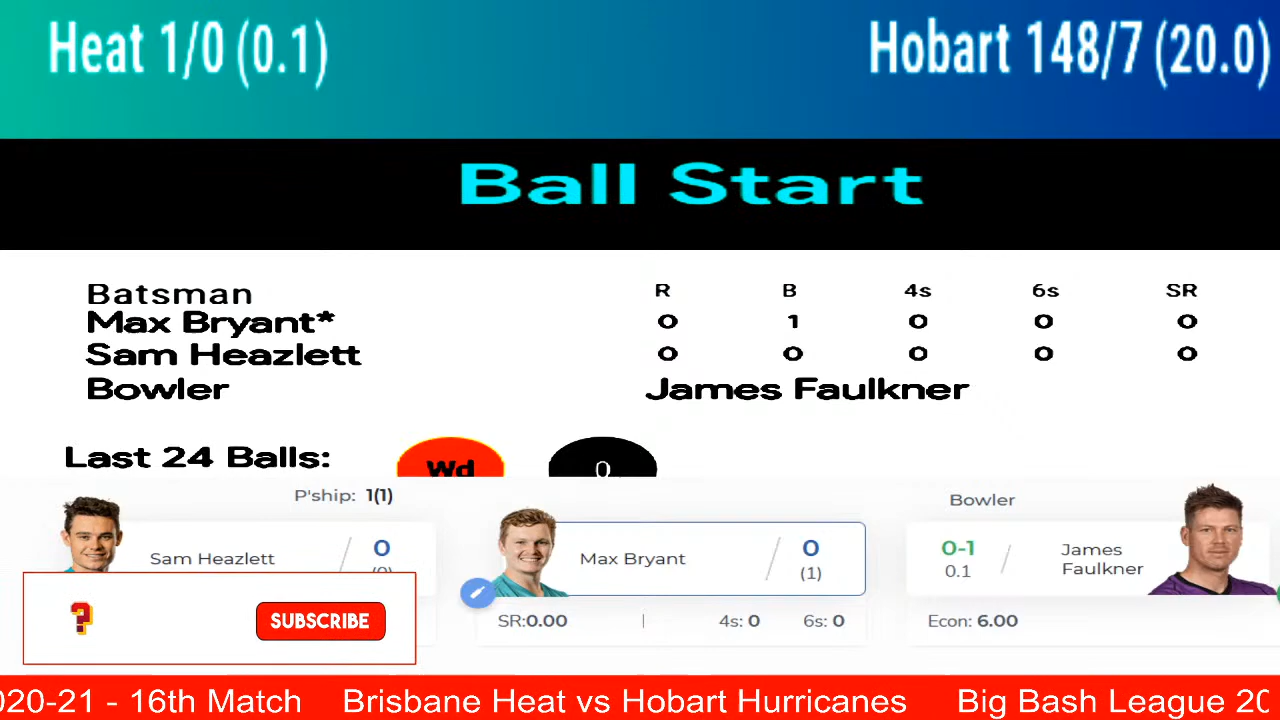 Heat 1/0 (0.1) Hobart 148/7 (20.0)
Ball Start
Batsman R B 4s 6s SR
Max Bryant* 0 1 0 0 0
Sam Heazlett 0 0 0 0 0
Bowler James Faulkner
Last 24 Balls: Wd 0
P'ship: 1(1)
Bowler
Sam Heazlett 0
(0)
Max Bryant 0
(1)
0-1
0.1
James
Faulkner
SR:0.00 4s: 0 6s: 0
Econ: 6.00
? SUBSCRIBE
020-21 - 16th Match Brisbane Heat vs Hobart Hurricanes Big Bash League 20